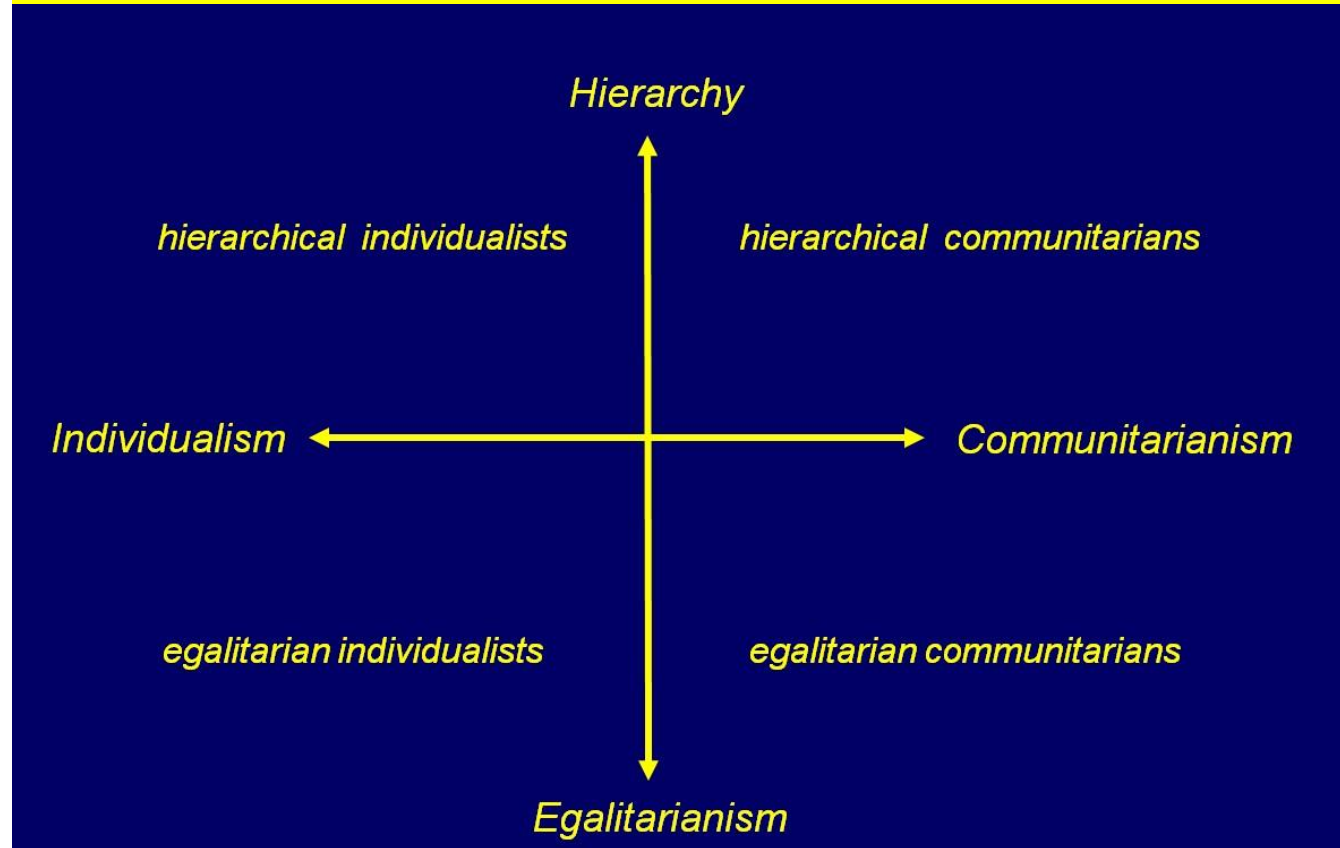 Hierarchy
hierarchical individualists
hierarchical communitarians
Individualism
Communitarianism
egalitarian individualists
egalitarian communitarians
Egalitarianism